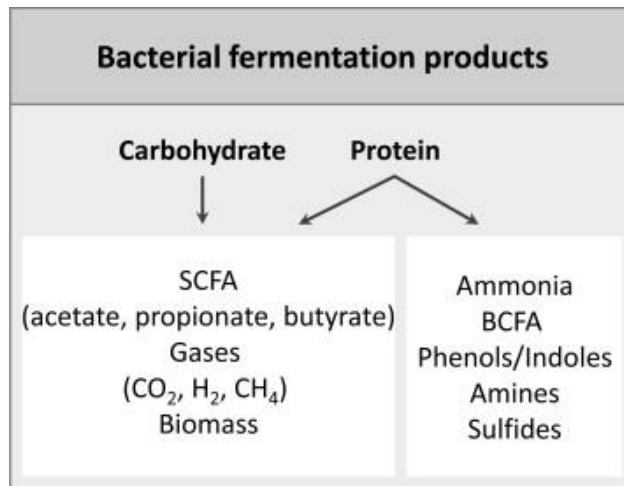 Bacterial fermentation products
Carbohydrate
Protein
SCFA
(acetate, propionate, butyrate)
Gases
(CO₂, H₂, CH₄)
Biomass
Ammonia
BCFA
Phenols/Indoles
Amines
Sulfides